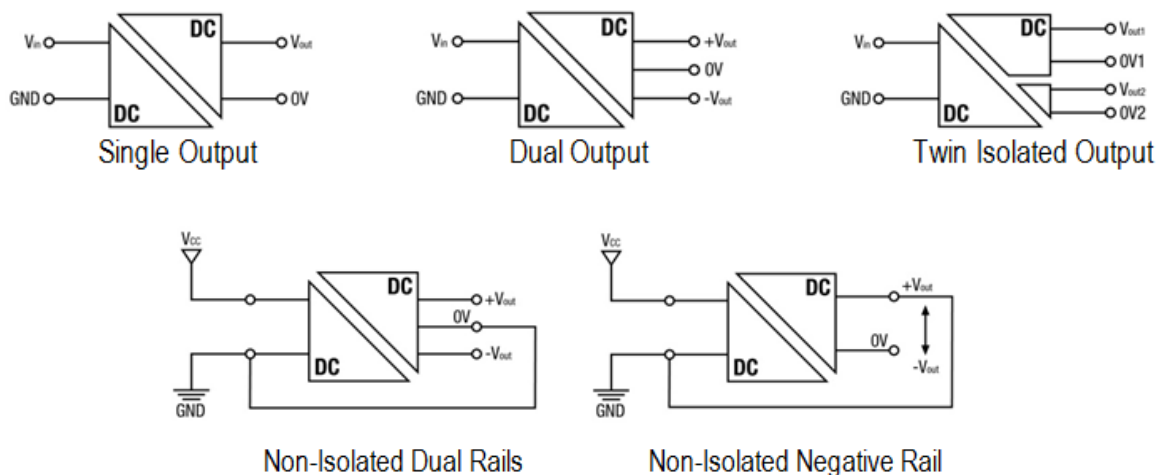 Vin
DC
Vout
GND
DC
0V
Single Output
Vin
DC
+Vout
0V
GND
DC
-Vout
Dual Output
Vin
DC
Vout1
0V1
GND
DC
Vout2
0V2
Twin Isolated Output
VCC
DC
+Vout
0V
DC
-Vout
GND
Non-Isolated Dual Rails
VCC
DC
+Vout
0V
DC
-Vout
GND
Non-Isolated Negative Rail